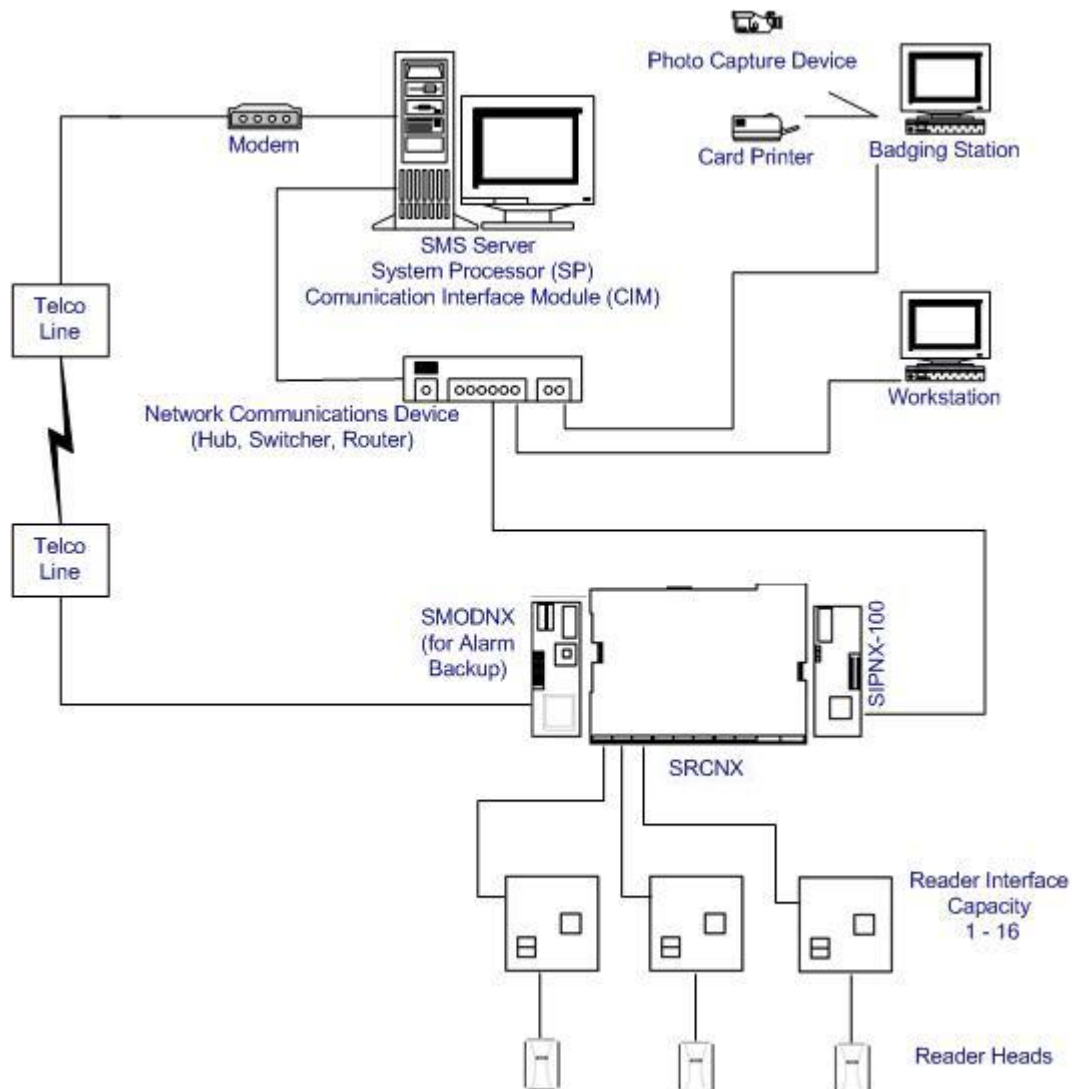 Photo Capture Device
Modem
Card Printer
Badging Station
SMS Server
System Processor (SP)
Comunication Interface Module (CIM)
Telco
Line
Workstation
Network Communications Device
(Hub, Switcher, Router)
Telco
Line
SMODNX
(for Alarm
Backup)
SIPNX-100
SRCNX
Reader Interface
Capacity
1 - 16
Reader Heads